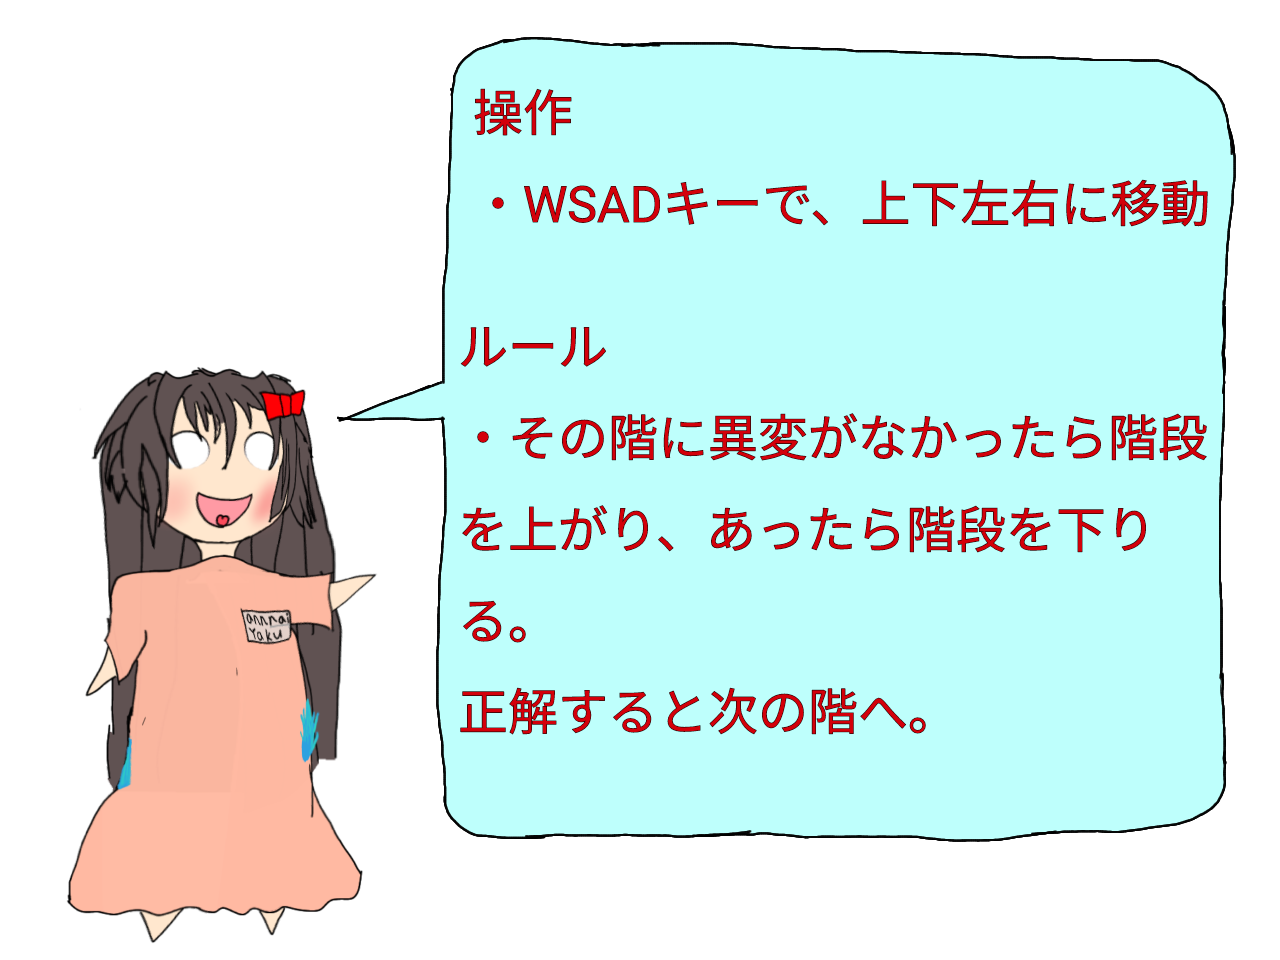 操作
・WSADキーで、上下左右に移動
ルール
・その階に異変がなかったら階段
を上がり、あったら階段を下り
る。
正解すると次の階へ。
annnai
Yaku